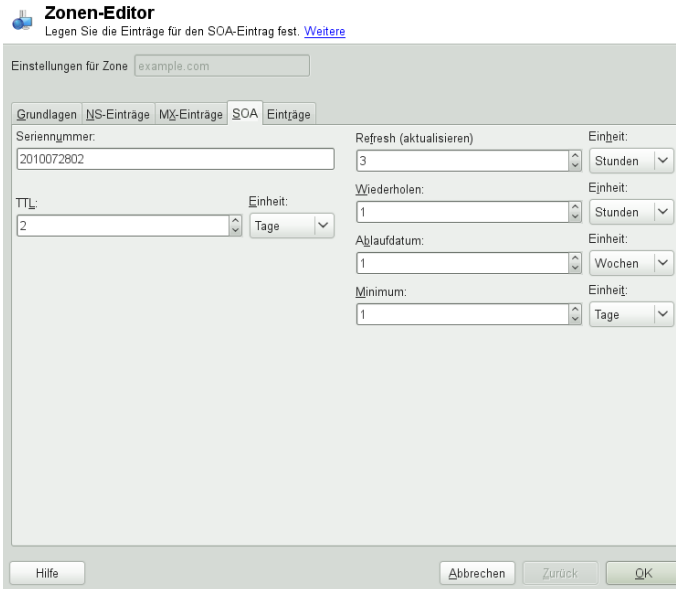 Zonen-Editor
Legen Sie die Einträge für den SOA-Eintrag fest. Weitere
Einstellungen für Zone example.com
Grundlagen NS-Einträge MX-Einträge SOA Einträge
Seriennummer:
2010072802
TTL: Einheit:
2 Tage
Refresh (aktualisieren) Einheit:
3 Stunden
Wiederholen: Einheit:
1 Stunden
Ablaufdatum: Einheit:
1 Wochen
Minimum: Einheit:
1 Tage
Hilfe Abbrechen Zurück OK